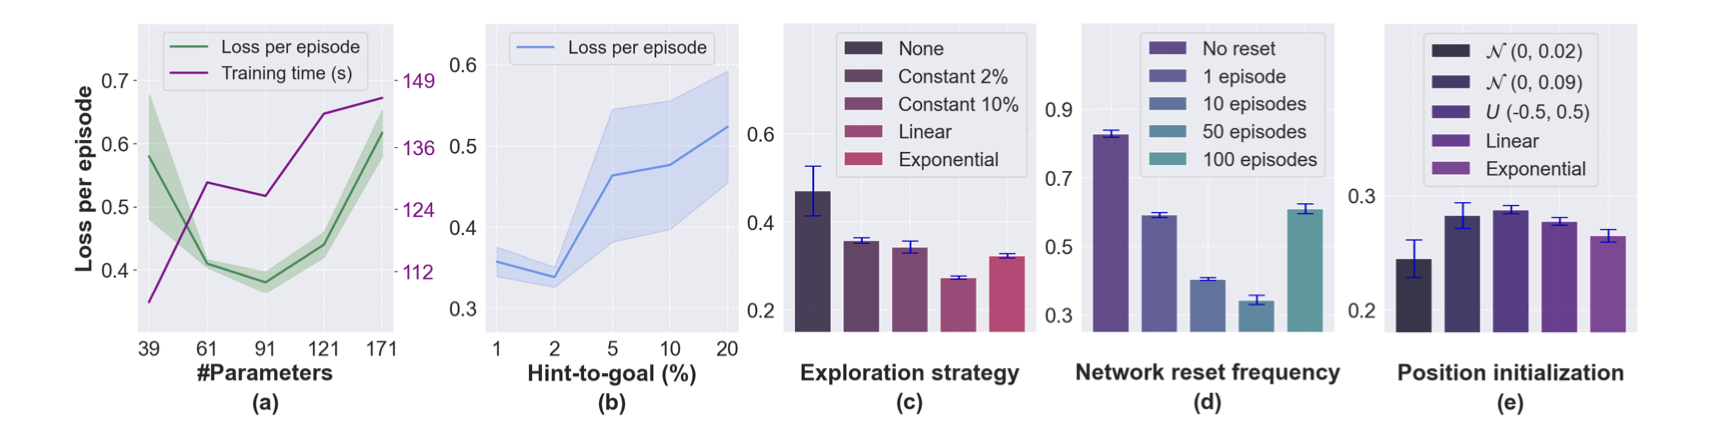 Loss per episode
0.7
0.6
0.5
0.4
Loss per episode
Training time (s)
149
136
124
112
39 61 91 121 171
#Parameters
(a)
0.6
0.5
0.4
0.3
Loss per episode
1 2 5 10 20
Hint-to-goal (%)
(b)
0.6
0.4
0.2
None
Constant 2%
Constant 10%
Linear
Exponential
Exploration strategy
(c)
0.9
0.7
0.5
0.3
No reset
1 episode
10 episodes
50 episodes
100 episodes
Network reset frequency
(d)
0.3
0.2
𝒩 (0, 0.02)
𝒩 (0, 0.09)
U (-0.5, 0.5)
Linear
Exponential
Position initialization
(e)